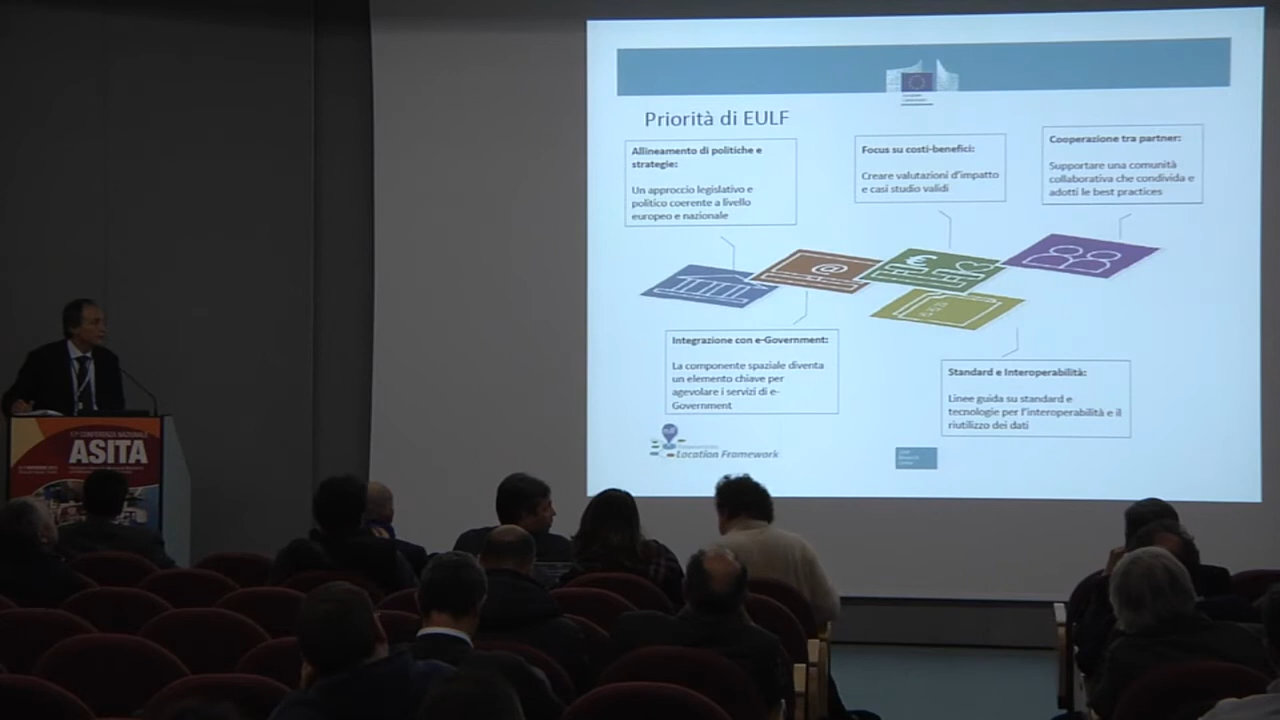 Priorità di EULF
Allineamento di politiche e
strategie:
Un approccio legislativo e
politico coerente a livello
europeo e nazionale
Focus su costi-benefici:
Creare valutazioni d'impatto
e casi studio validi
Cooperazione tra partner:
Supportare una comunità
collaborativa che condivida e
adotti le best practices
@
€
Integrazione con e-Government:
La componente spaziale diventa
un elemento chiave per
agevolare i servizi di e-
Government
Standard e Interoperabilità:
Linee guida su standard e
tecnologie per l'interoperabilità e il
riutilizzo dei dati
Location Framework
CONFERENZA NAZIONALE
ASITA